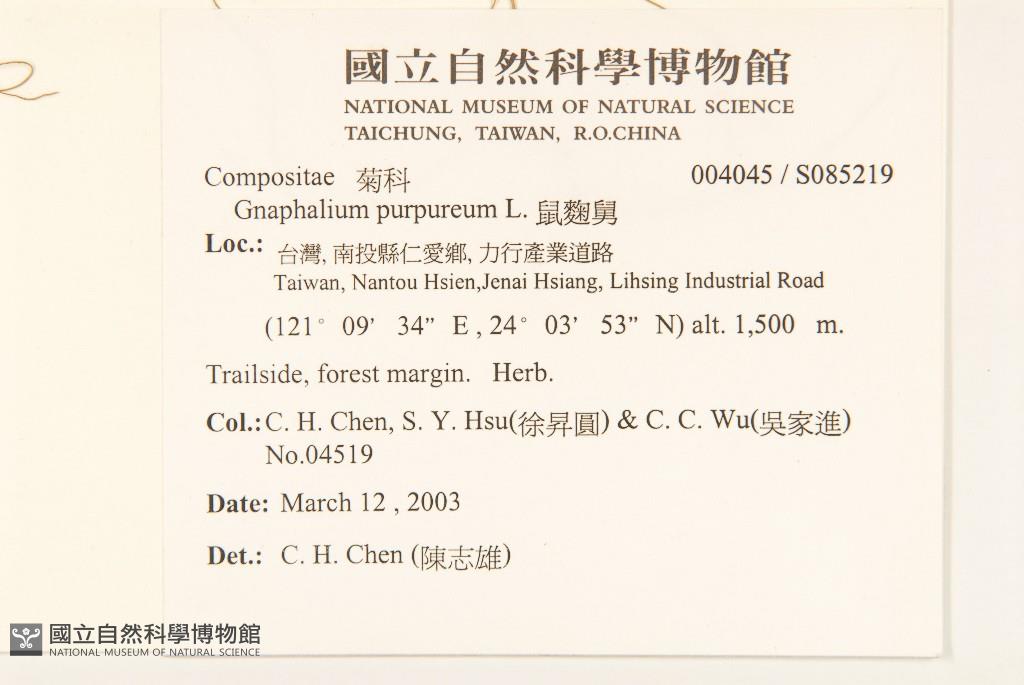 國立自然科學博物館
NATIONAL MUSEUM OF NATURAL SCIENCE
TAICHUNG, TAIWAN, R.O.CHINA
Compositae 菊科 004045 / S085219
Gnaphalium purpureum L. 鼠麴舅
Loc.: 台灣, 南投縣仁愛鄉, 力行產業道路
Taiwan, Nantou Hsien,Jenai Hsiang, Lihsing Industrial Road
(121° 09’ 34” E , 24° 03’ 53” N) alt. 1,500 m.
Trailside, forest margin. Herb.
Col.: C. H. Chen, S. Y. Hsu(徐昇圓) & C. C. Wu(吳家進)
No.04519
Date: March 12 , 2003
Det.: C. H. Chen (陳志雄)
國立自然科學博物館
NATIONAL MUSEUM OF NATURAL SCIENCE